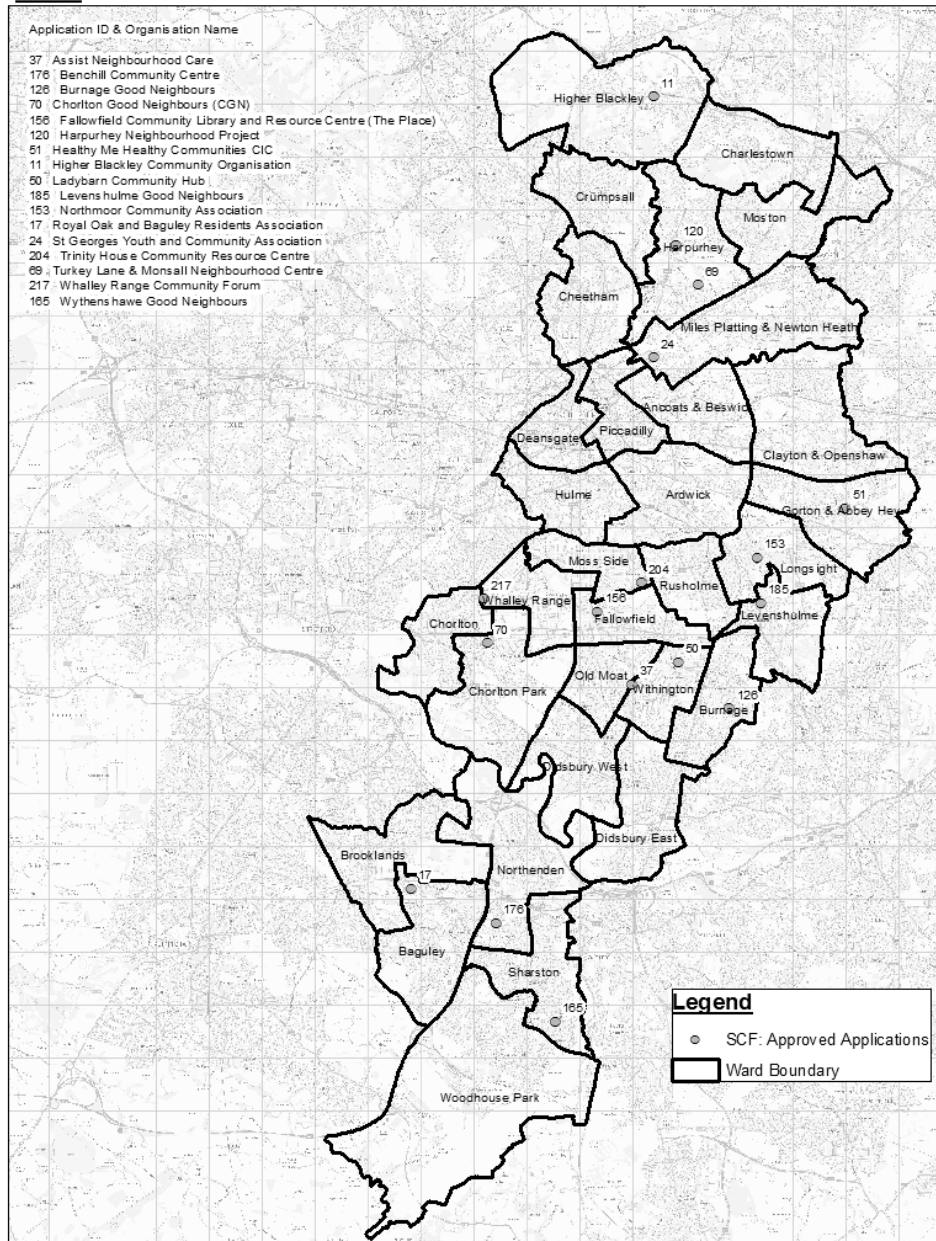 Application ID & Organisation Name
37 Assist Neighbourhood Care
176 Benchill Community Centre
126 Burnage Good Neighbours
70 Chorlton Good Neighbours (CGN)
156 Fallowfield Community Library and Resource Centre (The Place)
120 Harpurhey Neighbourhood Project
51 Healthy Me Healthy Communities CIC
11 Higher Blackley Community Organisation
50 Ladybarn Community Hub
185 Levenshulme Good Neighbours
153 Northmoor Community Association
17 Royal Oak and Baguley Residents Association
24 St Georges Youth and Community Association
204 Trinity House Community Resource Centre
69 Turkey Lane & Monsall Neighbourhood Centre
217 Whalley Range Community Forum
165 Wythenshawe Good Neighbours
11
Higher Blackley
Charlestown
Crumpsall
Moston
120
Harpurhey
69
Cheetham
Miles Platting & Newton Heath
24
Ancoats & Beswic
Piccadilly
Deansgate
Clayton & Openshaw
Hulme
Ardwick
51
Gorton & Abbey Hey
153
Moss Side
Longsight
204
Rusholme
185
217
Whalley Range
156
Fallowfield
Levenshulme
Chorlton
70
50
37
Old Moat
Withington
Chorlton Park
126
Burnage
Didsbury West
Didsbury East
Brooklands
17
Northenden
176
Baguley
Sharston
165
Woodhouse Park
Legend
SCF: Approved Applications
Ward Boundary